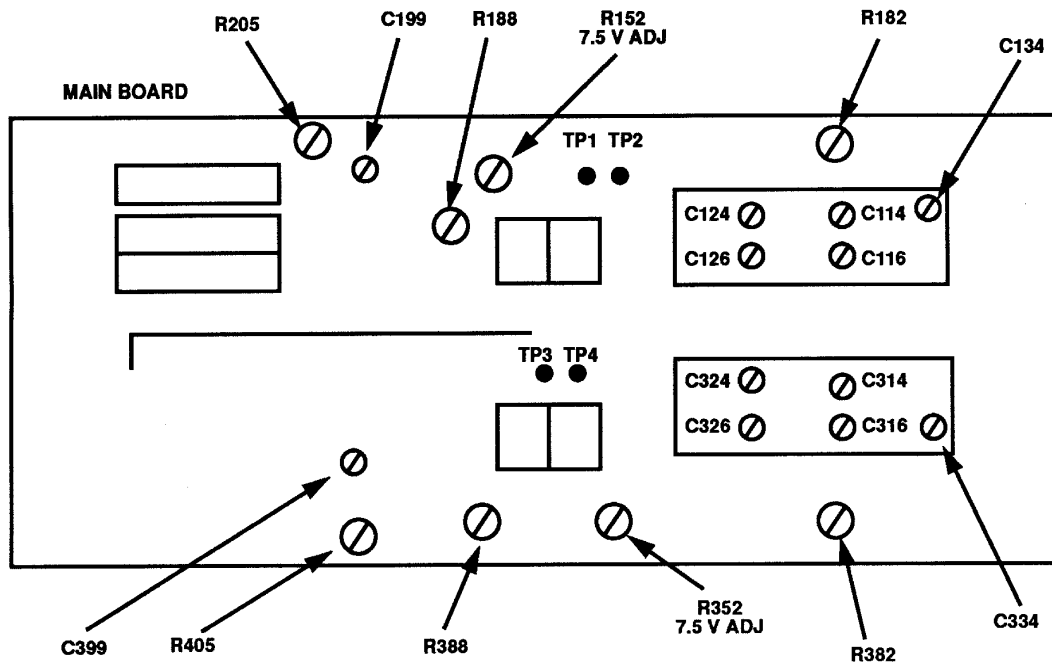 R205
C199
R188
R152
7.5 V ADJ
R182
C134
MAIN BOARD
TP1 TP2
C124
C114
C126
C116
TP3 TP4
C324
C314
C326
C316
C399
R405
R388
R352
7.5 V ADJ
R382
C334